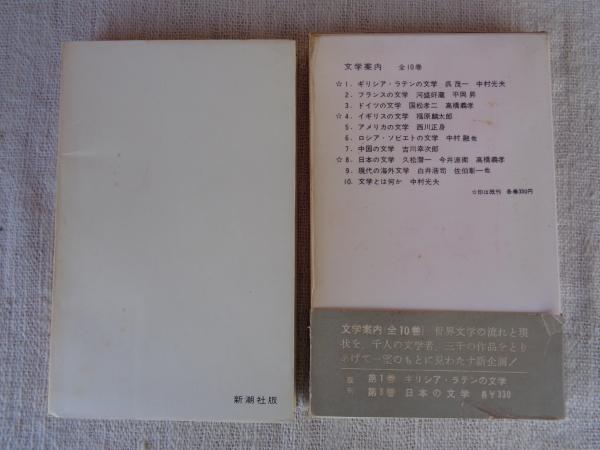 新潮社版
文学案内 全10巻
☆1. ギリシア・ラテンの文学 呉 茂一 中村光夫
2. フランスの文学 河盛好蔵 平岡 昇
3. ドイツの文学 国松孝二 高橋義孝
☆4. イギリスの文学 福原麟太郎
5. アメリカの文学 西川正身
6. ロシア・ソビエトの文学 中村 融他
7. 中国の文学 吉川幸次郎
☆8. 日本の文学 久松潜一 今井源衛 高橋義孝
9. 現代の海外文学 白井浩司 佐伯彰一他
10. 文学とは何か 中村光夫
☆印は既刊 各巻330円
文学案内(全10巻) 世界文学の流れと現
状を、千人の文学者、三千の作品をとり
あげて一望のもとに見わたす新企画!
既刊 第1巻 ギリシア・ラテンの文学
第8巻 日本の文学 各¥330